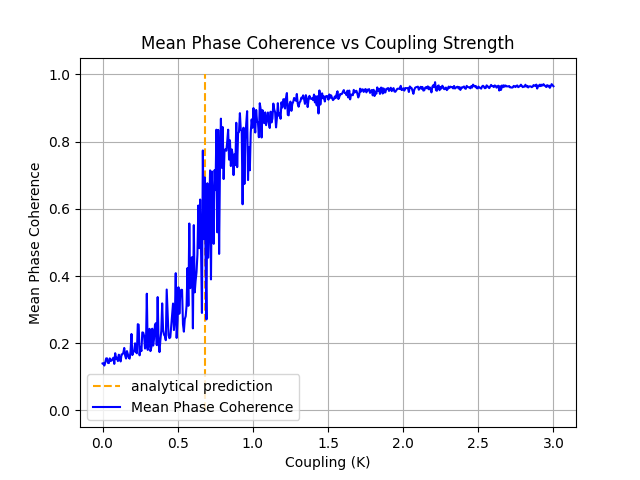 Mean Phase Coherence vs Coupling Strength
Mean Phase Coherence
1.0
0.8
0.6
0.4
0.2
0.0
analytical prediction
Mean Phase Coherence
0.0 0.5 1.0 1.5 2.0 2.5 3.0
Coupling (K)